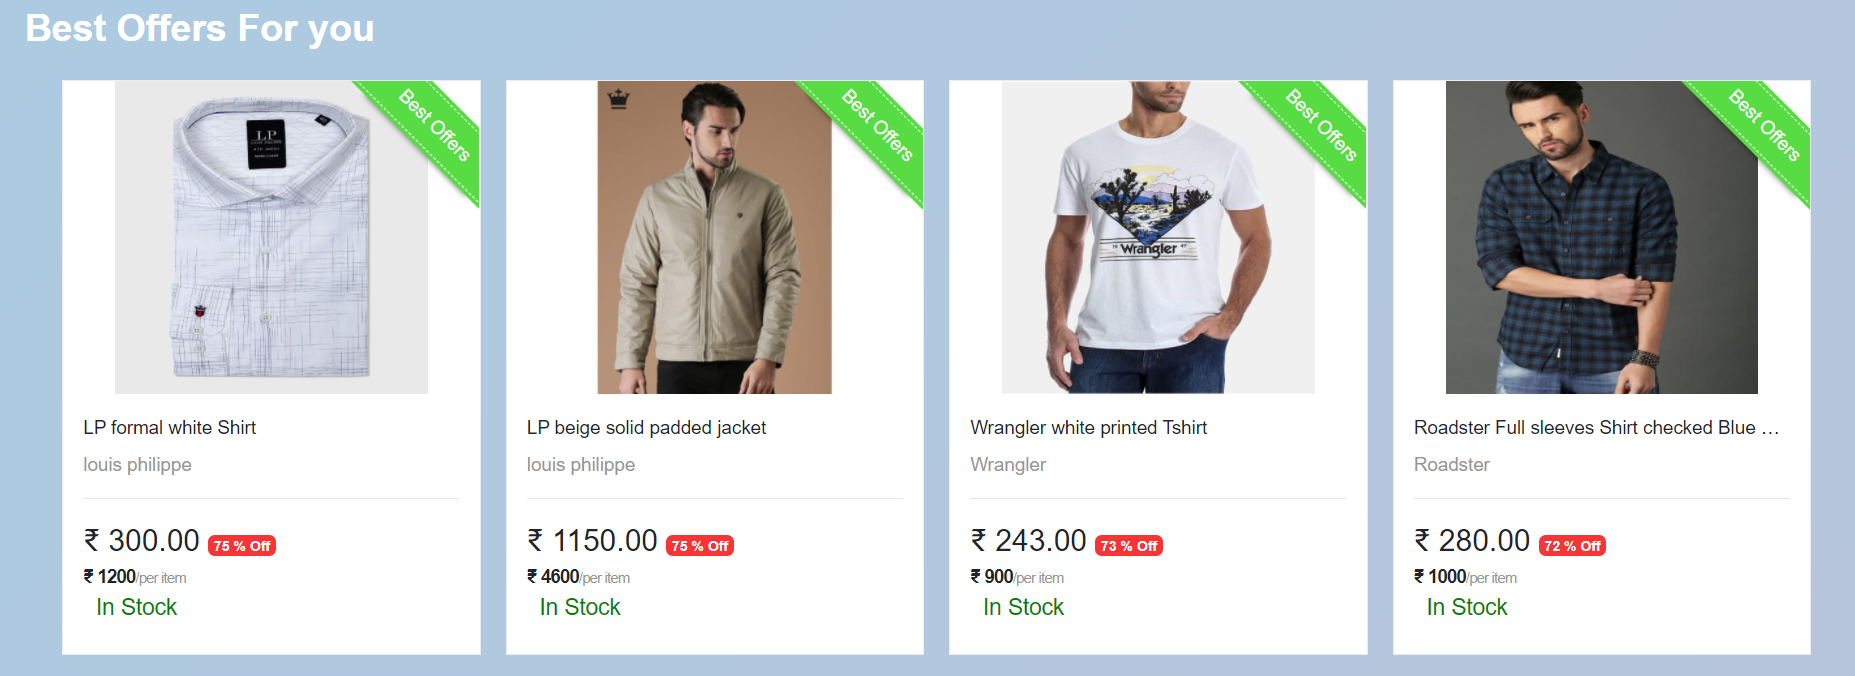 Best Offers For you
Best Offers
Best Offers
Best Offers
Best Offers
LP
Wrangler
LP formal white Shirt
louis philippe
₹ 300.00 75 % Off
₹ 1200/per item
In Stock
LP beige solid padded jacket
louis philippe
₹ 1150.00 75 % Off
₹ 4600/per item
In Stock
Wrangler white printed Tshirt
Wrangler
₹ 243.00 73 % Off
₹ 900/per item
In Stock
Roadster Full sleeves Shirt checked Blue …
Roadster
₹ 280.00 72 % Off
₹ 1000/per item
In Stock